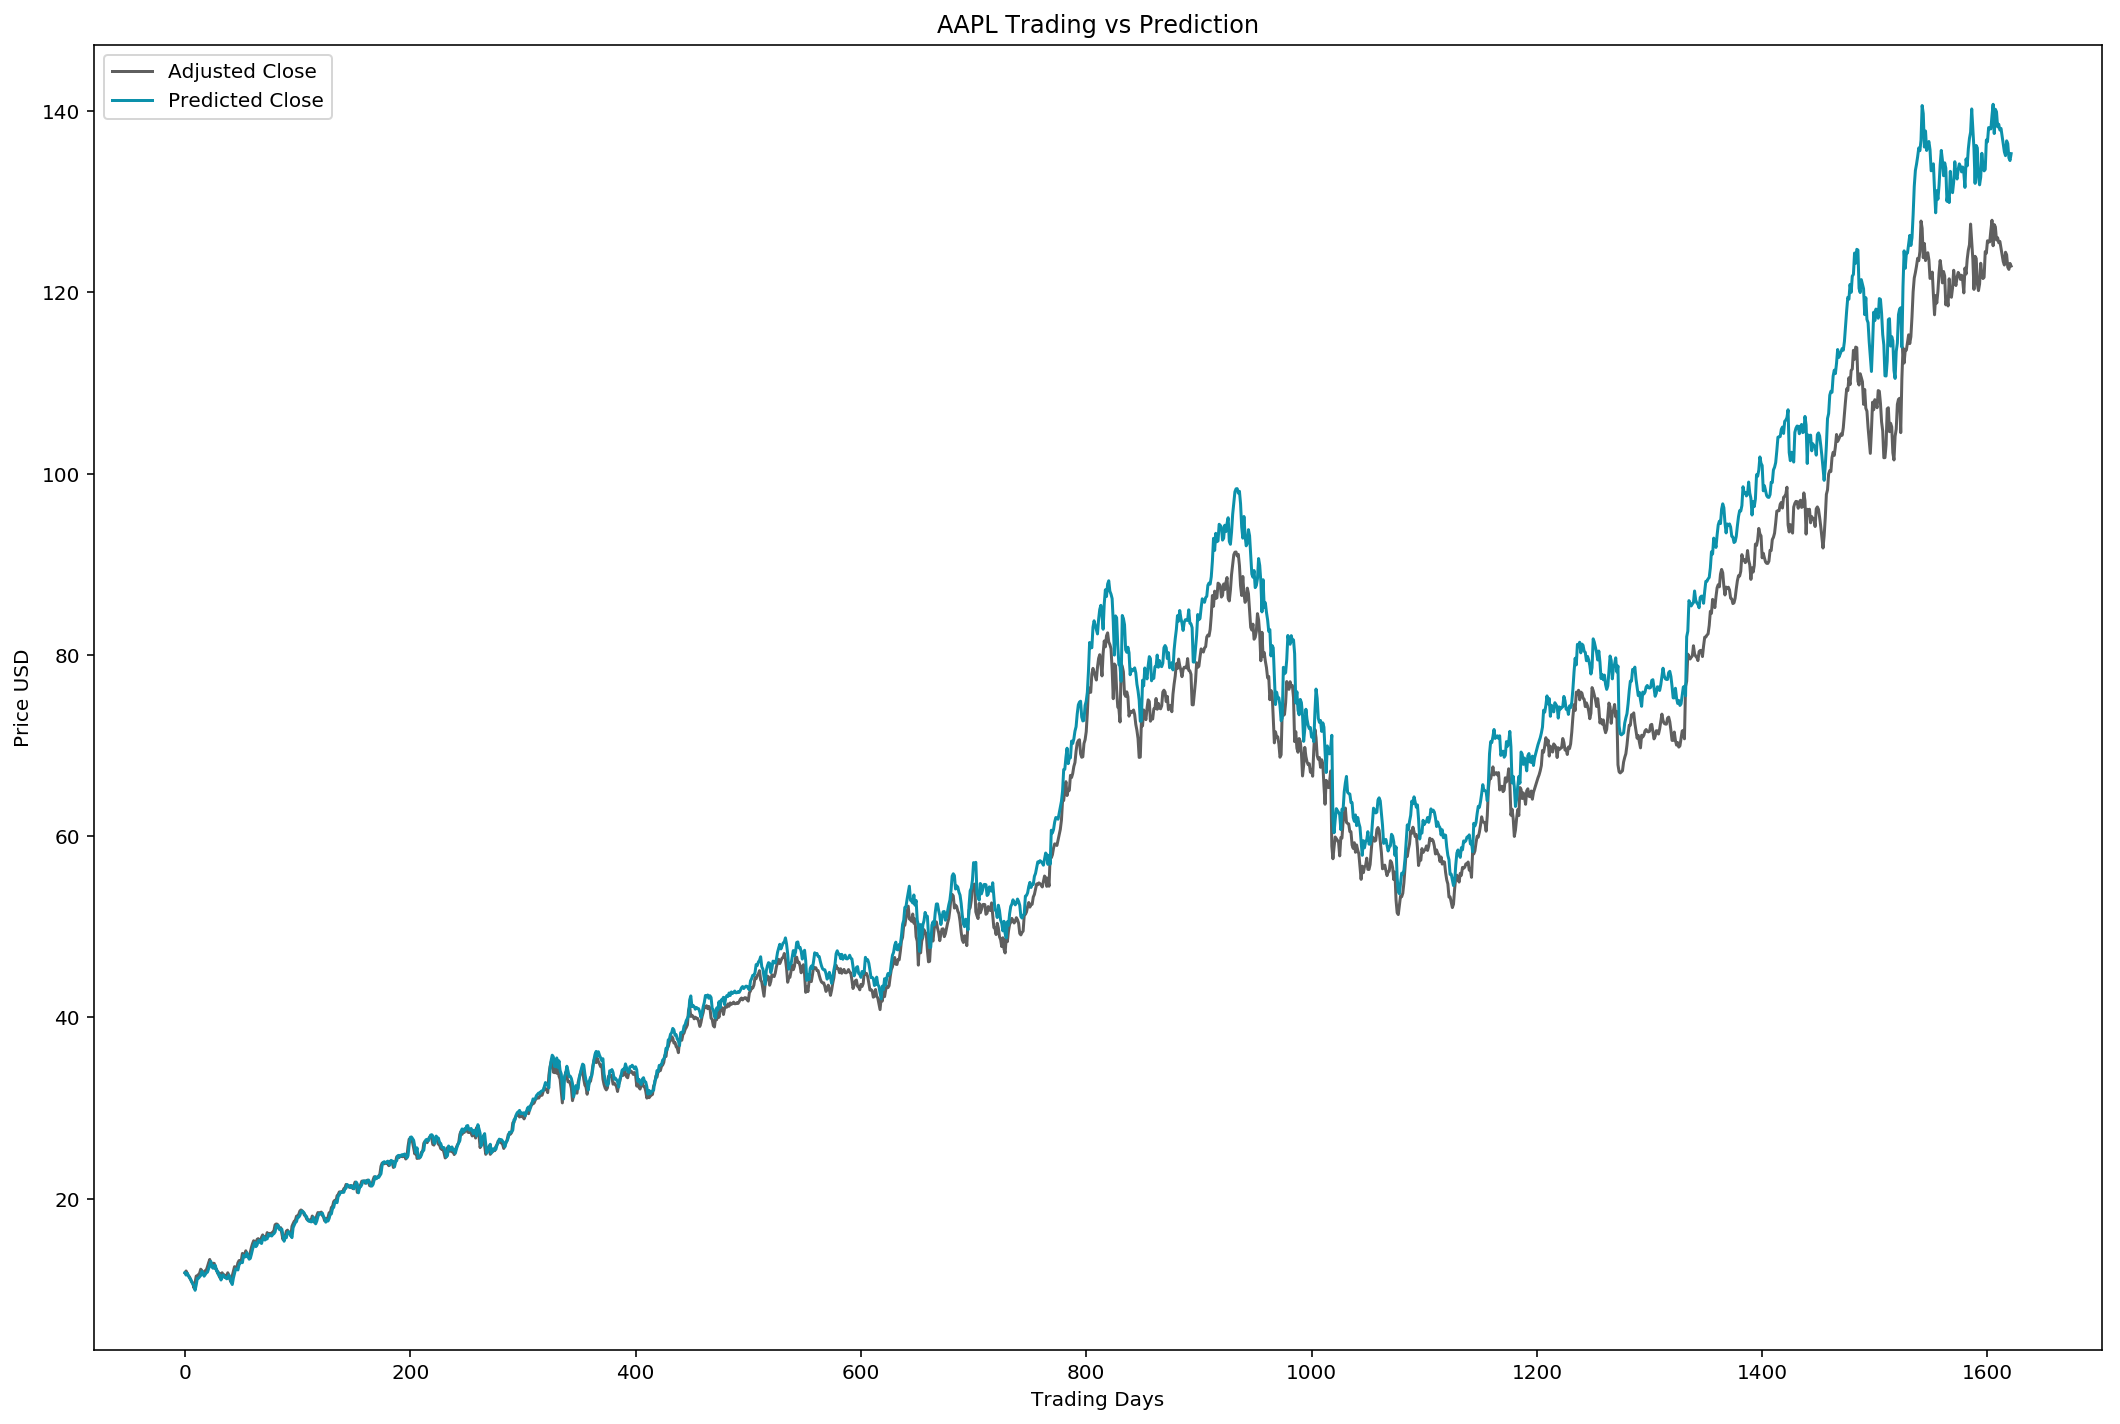 AAPL Trading vs Prediction
Adjusted Close
Predicted Close
140
120
100
80
60
40
20
Price USD
0 200 400 600 800 1000 1200 1400 1600
Trading Days